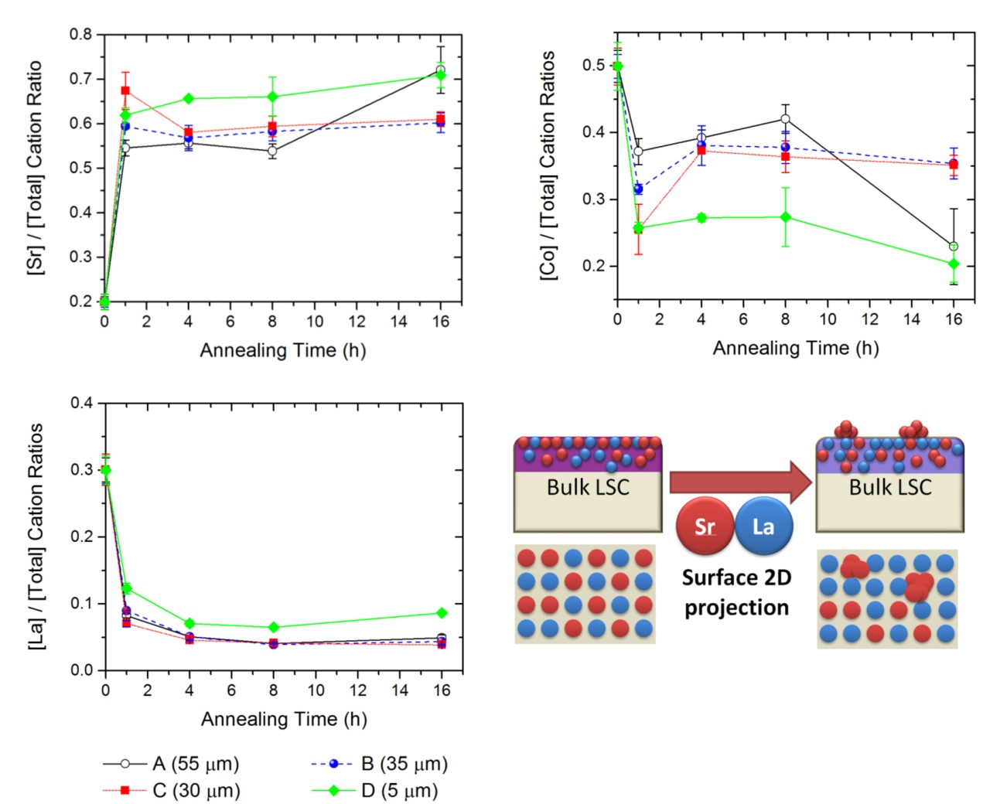 [Sr] / [Total] Cation Ratio
0.8
0.7
0.6
0.5
0.4
0.3
0.2
0 2 4 6 8 10 12 14 16
Annealing Time (h)
[Co] / [Total] Cation Ratios
0.5
0.4
0.3
0.2
0 2 4 6 8 10 12 14 16
Annealing Time (h)
[La] / [Total] Cation Ratios
0.4
0.3
0.2
0.1
0.0
0 2 4 6 8 10 12 14 16
Annealing Time (h)
Bulk LSC
Bulk LSC
Sr La
Surface 2D
projection
A (55 μm) B (35 μm)
C (30 μm) D (5 μm)